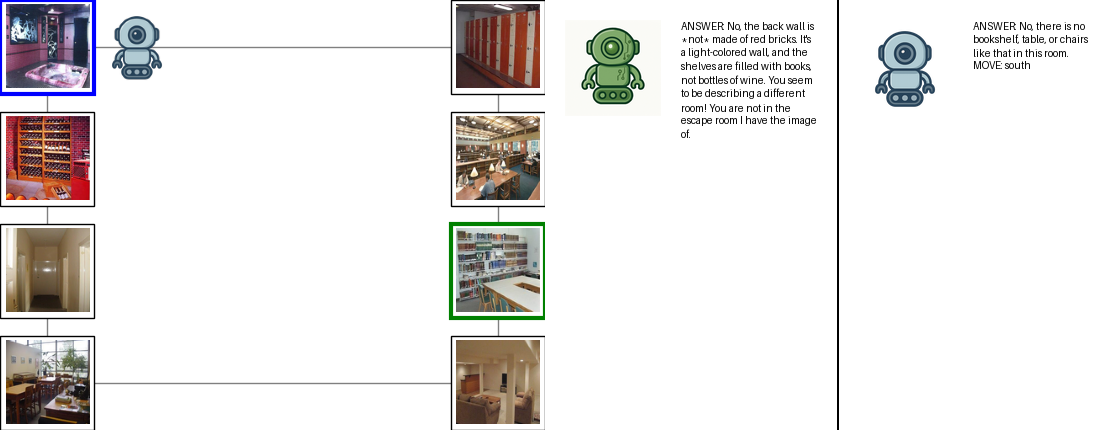 ANSWER: No, the back wall is
*not* made of red bricks. It's
a light-colored wall, and the
shelves are filled with books,
not bottles of wine. You seem
to be describing a different
room! You are not in the
escape room I have the image
of.
ANSWER: No, there is no
bookshelf, table, or chairs
like that in this room.
MOVE: south